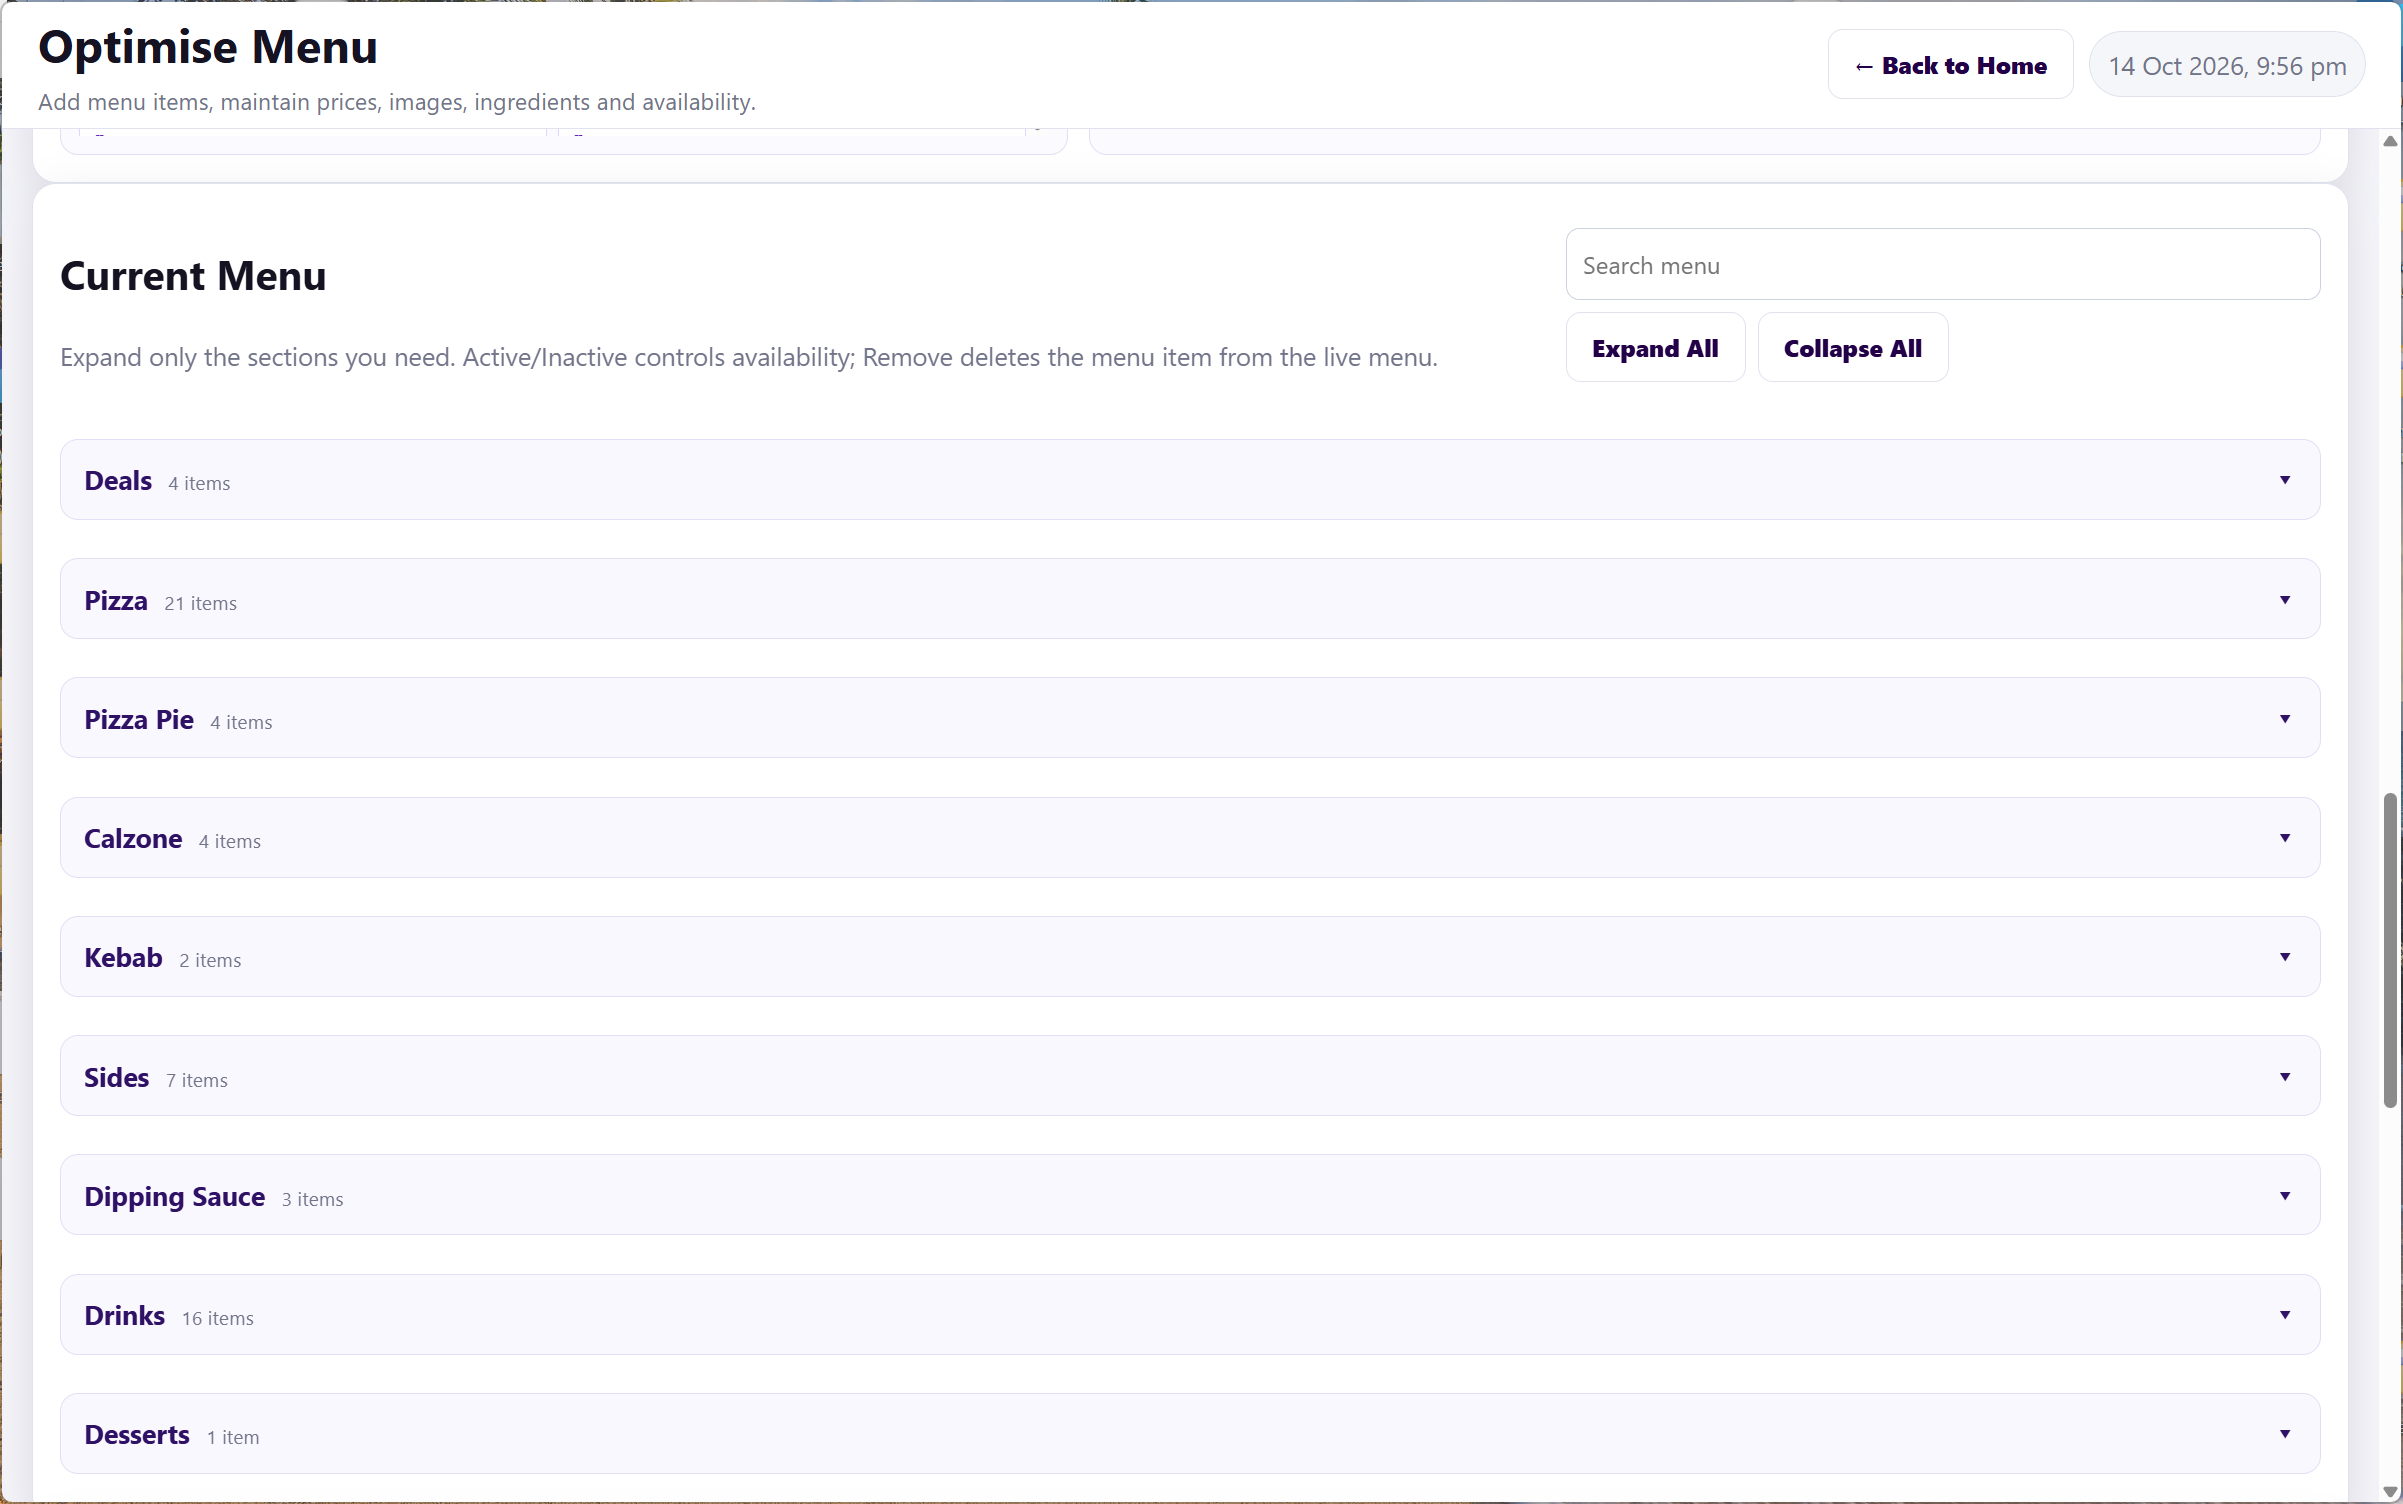 Optimise Menu
Add menu items, maintain prices, images, ingredients and availability.
← Back to Home
14 Oct 2026, 9:56 pm
Current Menu
Search menu
Expand only the sections you need. Active/Inactive controls availability; Remove deletes the menu item from the live menu.
Expand All
Collapse All
Deals 4 items
Pizza 21 items
Pizza Pie 4 items
Calzone 4 items
Kebab 2 items
Sides 7 items
Dipping Sauce 3 items
Drinks 16 items
Desserts 1 item